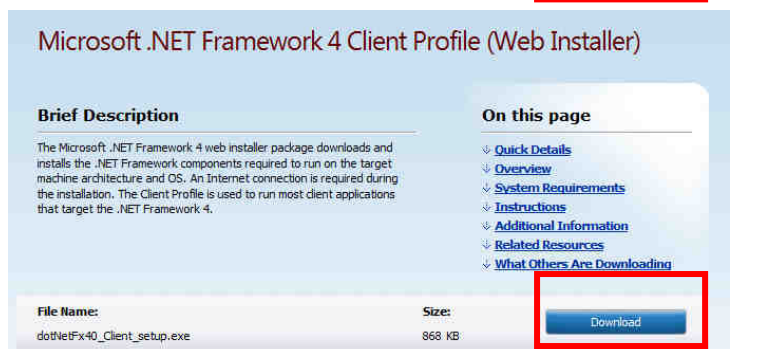 Microsoft .NET Framework 4 Client Profile (Web Installer)
Brief Description
The Microsoft .NET Framework 4 web installer package downloads and
installs the .NET Framework components required to run on the target
machine architecture and OS. An Internet connection is required during
the installation. The Client Profile is used to run most client applications
that target the .NET Framework 4.
On this page
Quick Details
Overview
System Requirements
Instructions
Additional Information
Related Resources
What Others Are Downloading
File Name: Size:
dotNetFx40_Client_setup.exe 868 KB
Download